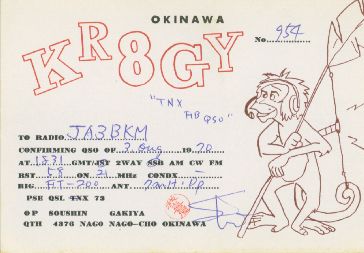 OKINAWA
KR8GY
No. 954
"TNX
FB
QSO"
TO RADIO JA3BKM
CONFIRMING QSO OF 2 Aug 1970
AT 1531 GMT/JST 2WAY SSB AM CW FM
RST 58 ON 21 MHz CONDX -
RIG FT-200 ANT
PSE QSL TNX 73
OP SOUSHIN GAKIYA
QTH 4376 NAGO NAGO-CHO OKINAWA